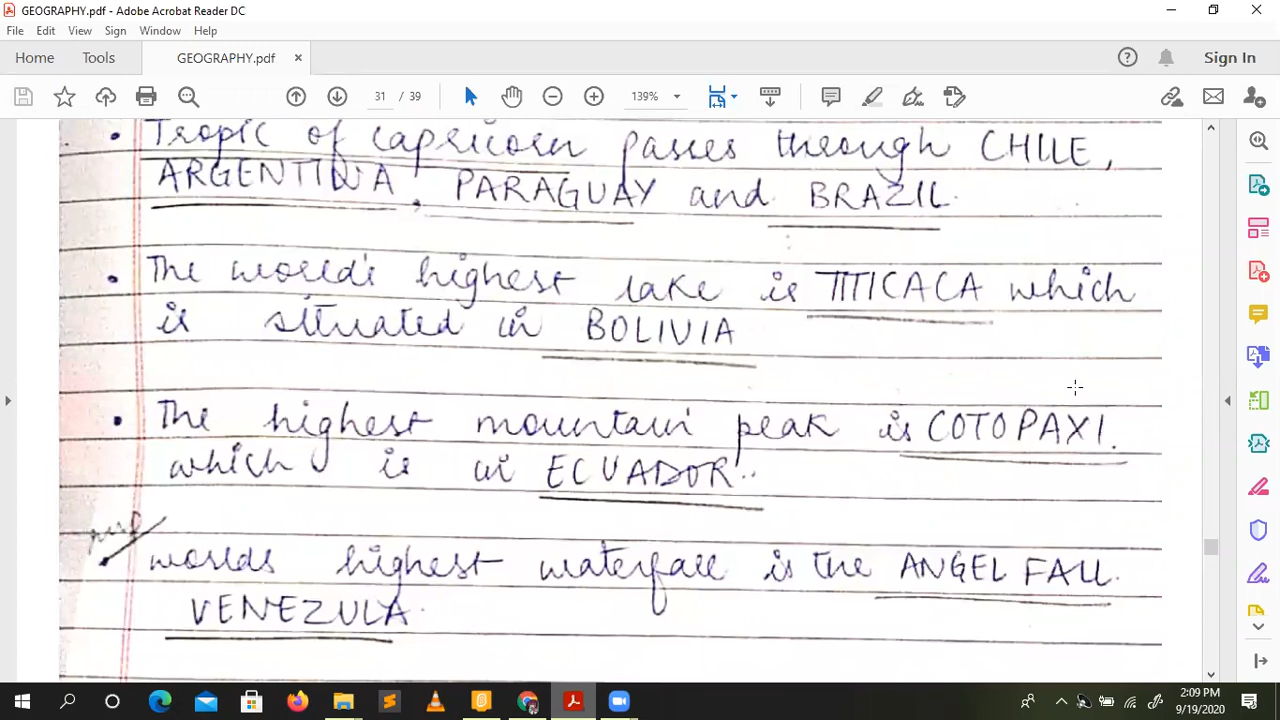 GEOGRAPHY.pdf - Adobe Acrobat Reader DC
File Edit View Sign Window Help
Home Tools GEOGRAPHY.pdf × Sign In
31 / 39 139%
• Tropic of capricorn passes through CHILE,
ARGENTINA, PARAGUAY and BRAZIL.
• The world's highest lake is TITICACA which
is situated in BOLIVIA
• The highest mountain peak is COTOPAXI.
which is in ECUADOR..
worlds highest waterfall is the ANGEL FALL.
VENEZULA.
2:09 PM
9/19/2020